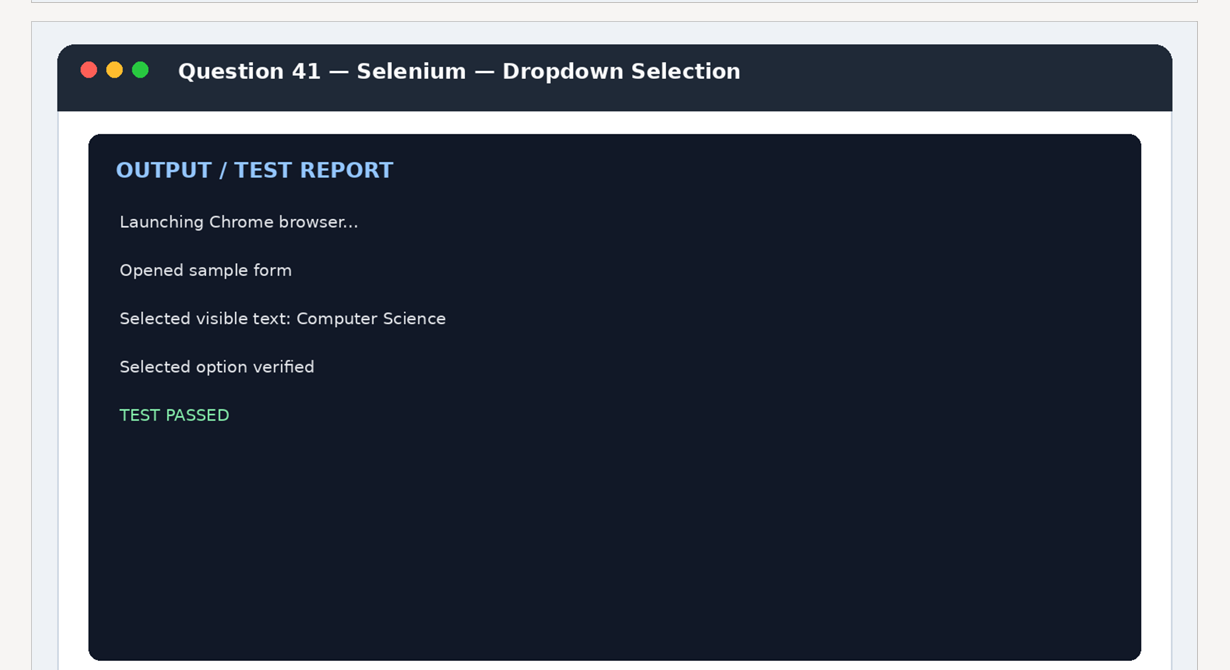 Question 41 — Selenium — Dropdown Selection
OUTPUT / TEST REPORT
Launching Chrome browser...
Opened sample form
Selected visible text: Computer Science
Selected option verified
TEST PASSED